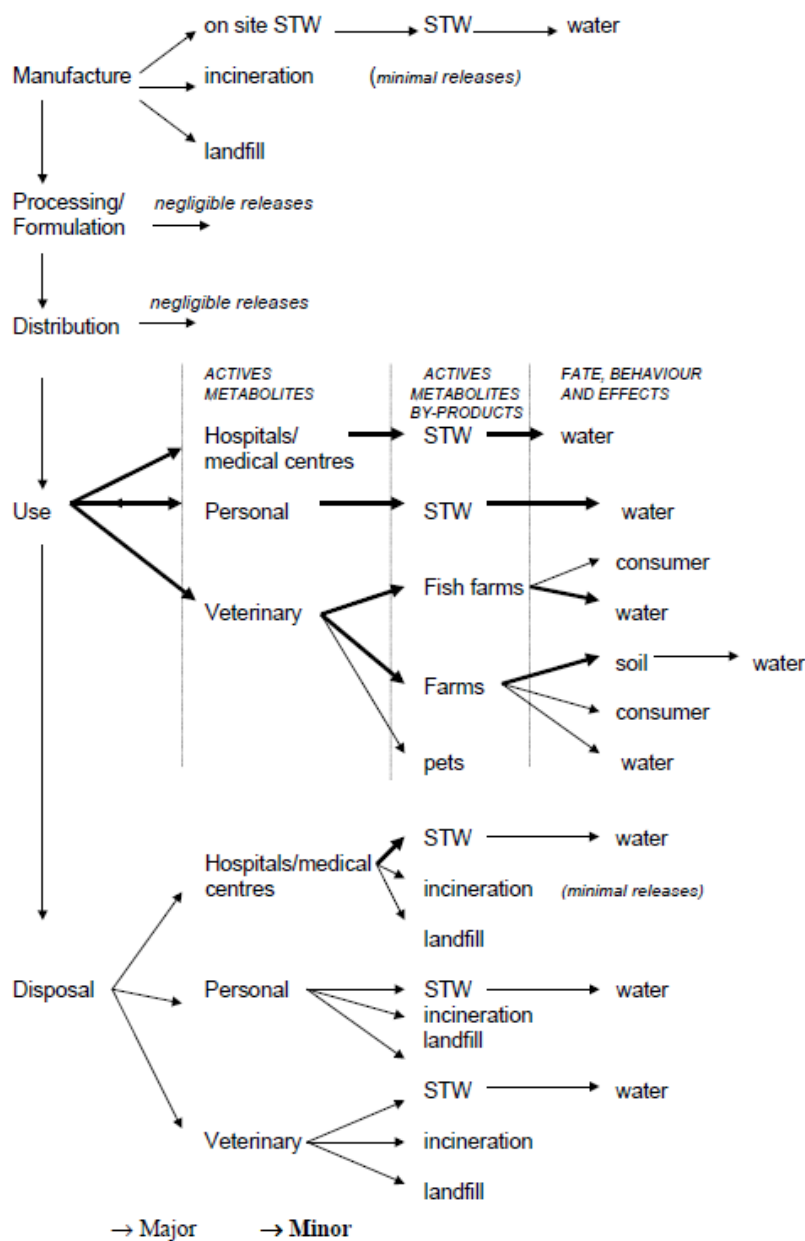 on site STW STW water
Manufacture incineration (minimal releases)
landfill
Processing/ negligible releases
Formulation
negligible releases
Distribution
ACTIVES ACTIVES FATE, BEHAVIOUR
METABOLITES METABOLITES AND EFFECTS
BY-PRODUCTS
Hospitals/ STW water
medical centres
Use Personal STW water
consumer
Fish farms
Veterinary water
soil water
Farms
consumer
pets water
STW water
Hospitals/medical
centres incineration (minimal releases)
landfill
Disposal Personal STW water
incineration
landfill
STW water
Veterinary incineration
landfill
→ Major → Minor